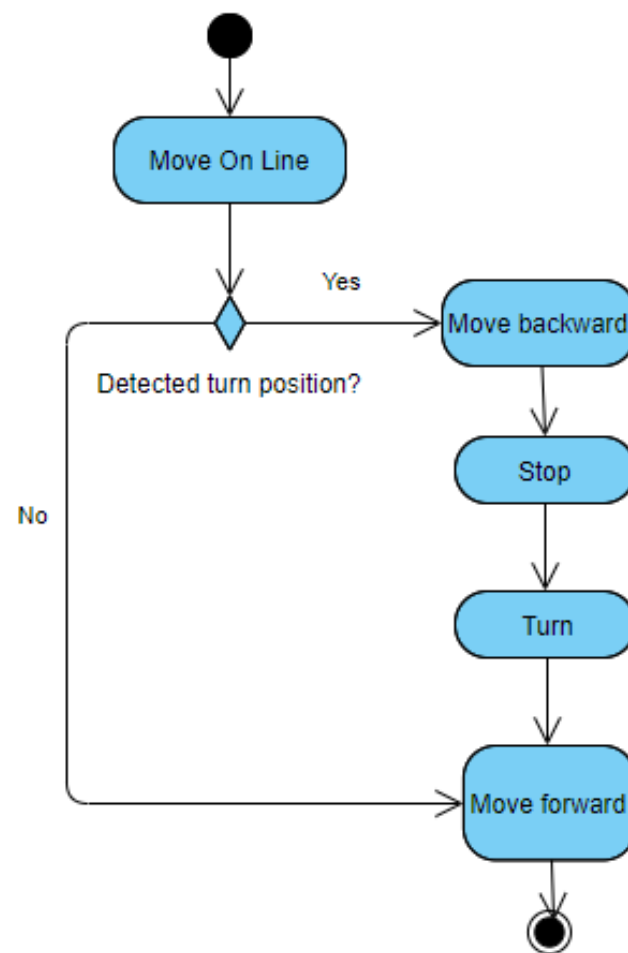 Move On Line
Yes
Move backward
Detected turn position?
Stop
No
Turn
Move forward